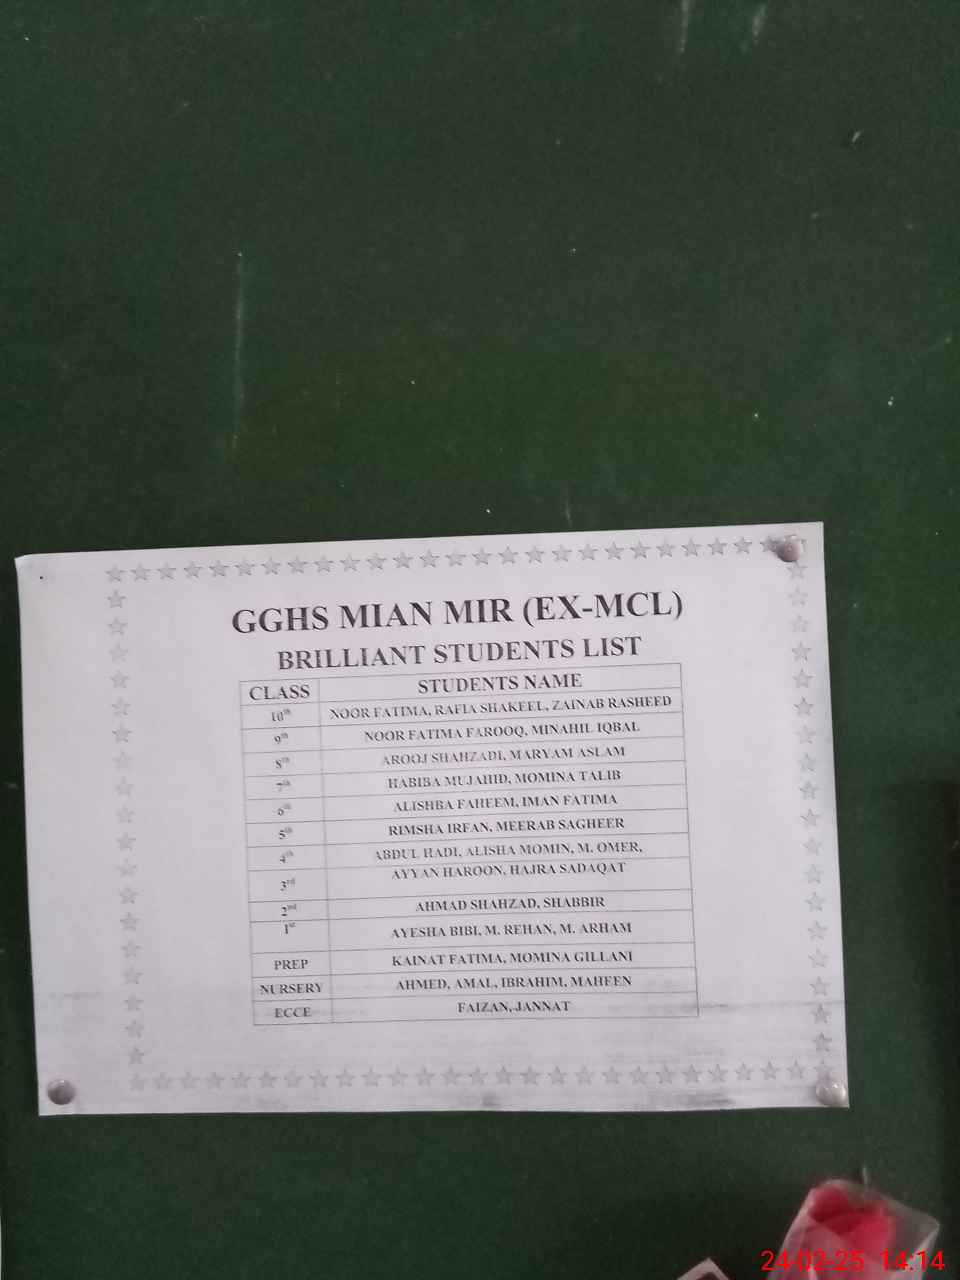 GGHS MIAN MIR (EX-MCL)
BRILLIANT STUDENTS LIST
CLASS STUDENTS NAME
10th NOOR FATIMA, RAFIA SHAKEEL, ZAINAB RASHEED
9th NOOR FATIMA FAROOQ, MINAHIL IQBAL
8th AROOJ SHAHZADI, MARYAM ASLAM
7th HABIBA MUJAHID, MOMINA TALIB
6th ALISHBA FAHEEM, IMAN FATIMA
5th RIMSHA IRFAN, MEERAB SAGHEER
4th ABDUL HADI, ALISHA MOMIN, M. OMER,
3rd AYYAN HAROON, HAJRA SADAQAT
2nd AHMAD SHAHZAD, SHABBIR
1st AYESHA BIBI, M. REHAN, M. ARHAM
PREP KAINAT FATIMA, MOMINA GILLANI
NURSERY AHMED, AMAL, IBRAHIM, MAHEEN
ECCE FAIZAN, JANNAT
24-02-25 14:14